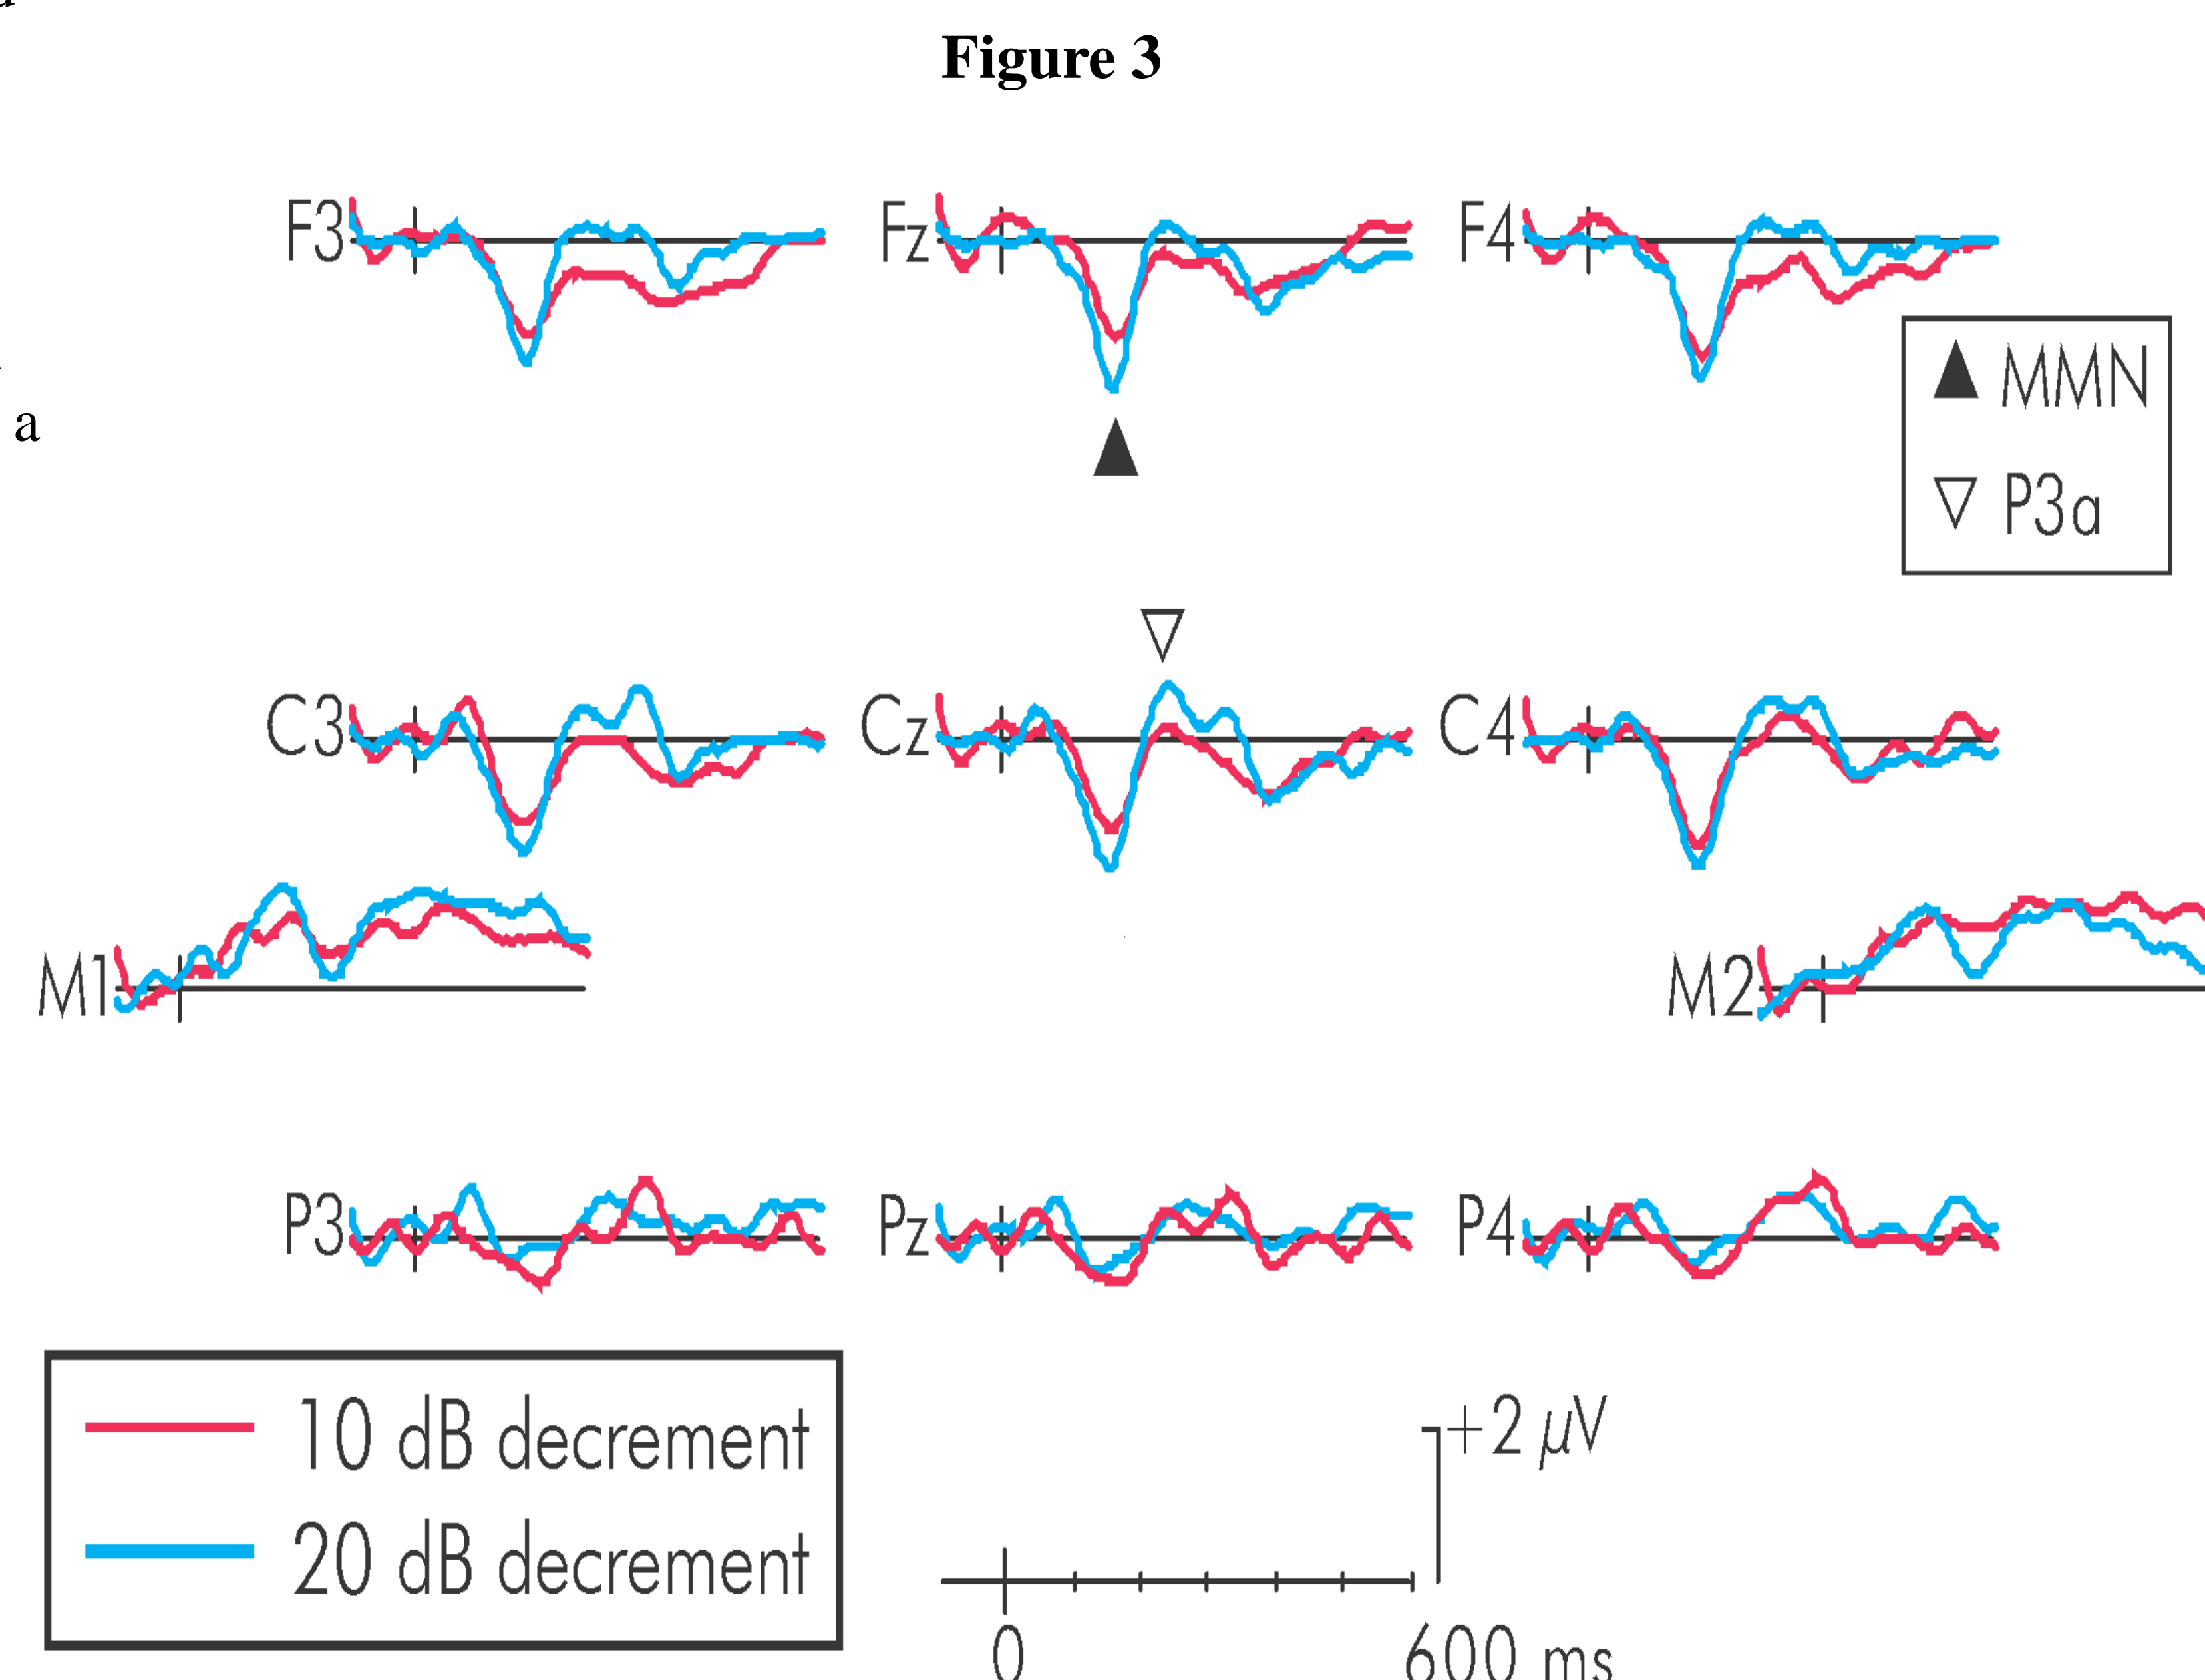 Figure 3
F3
Fz
F4
MMN
a
P3a
C3
Cz
C4
M1
M2
P3
Pz
P4
10 dB decrement
+2 µV
20 dB decrement
0
600 ms